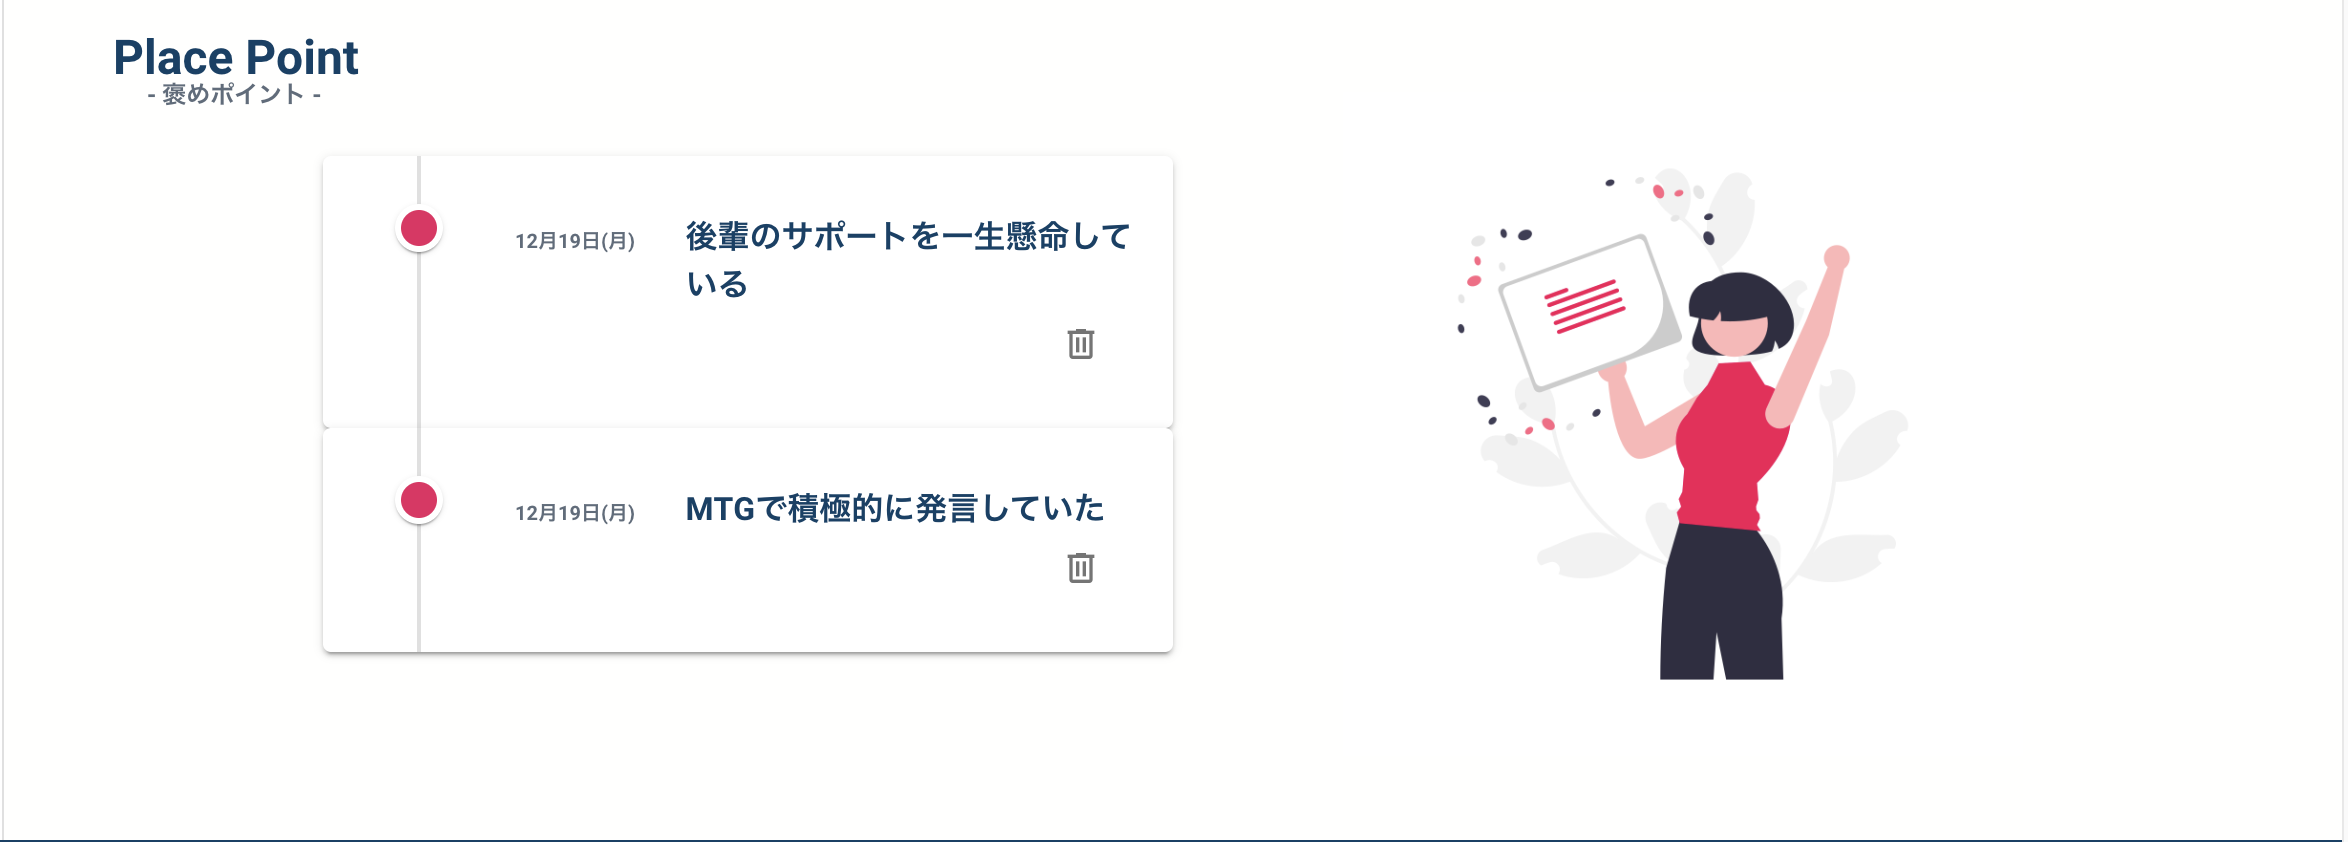 Place Point
- 褒めポイント -
12月19日(月)
後輩のサポートを一生懸命して
いる
12月19日(月)
MTGで積極的に発言していた